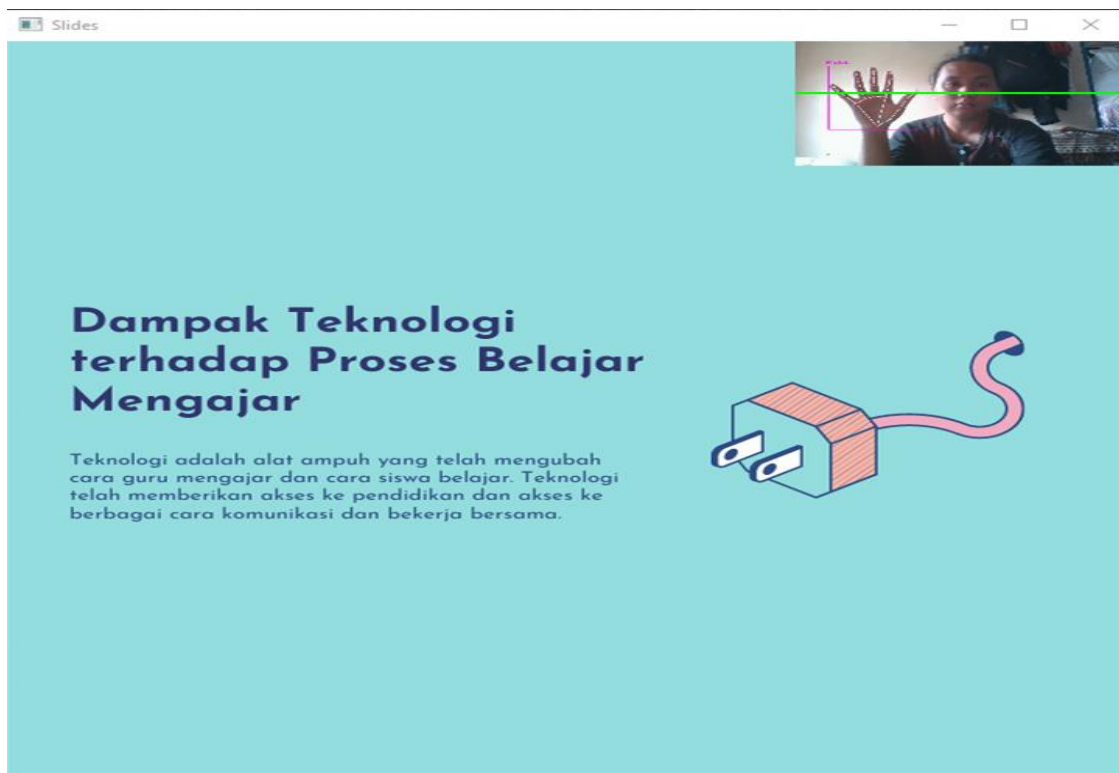 Slides
Dampak Teknologi
terhadap Proses Belajar
Mengajar
Teknologi adalah alat ampuh yang telah mengubah
cara guru mengajar dan cara siswa belajar. Teknologi
telah memberikan akses ke pendidikan dan akses ke
berbagai cara komunikasi dan bekerja bersama.